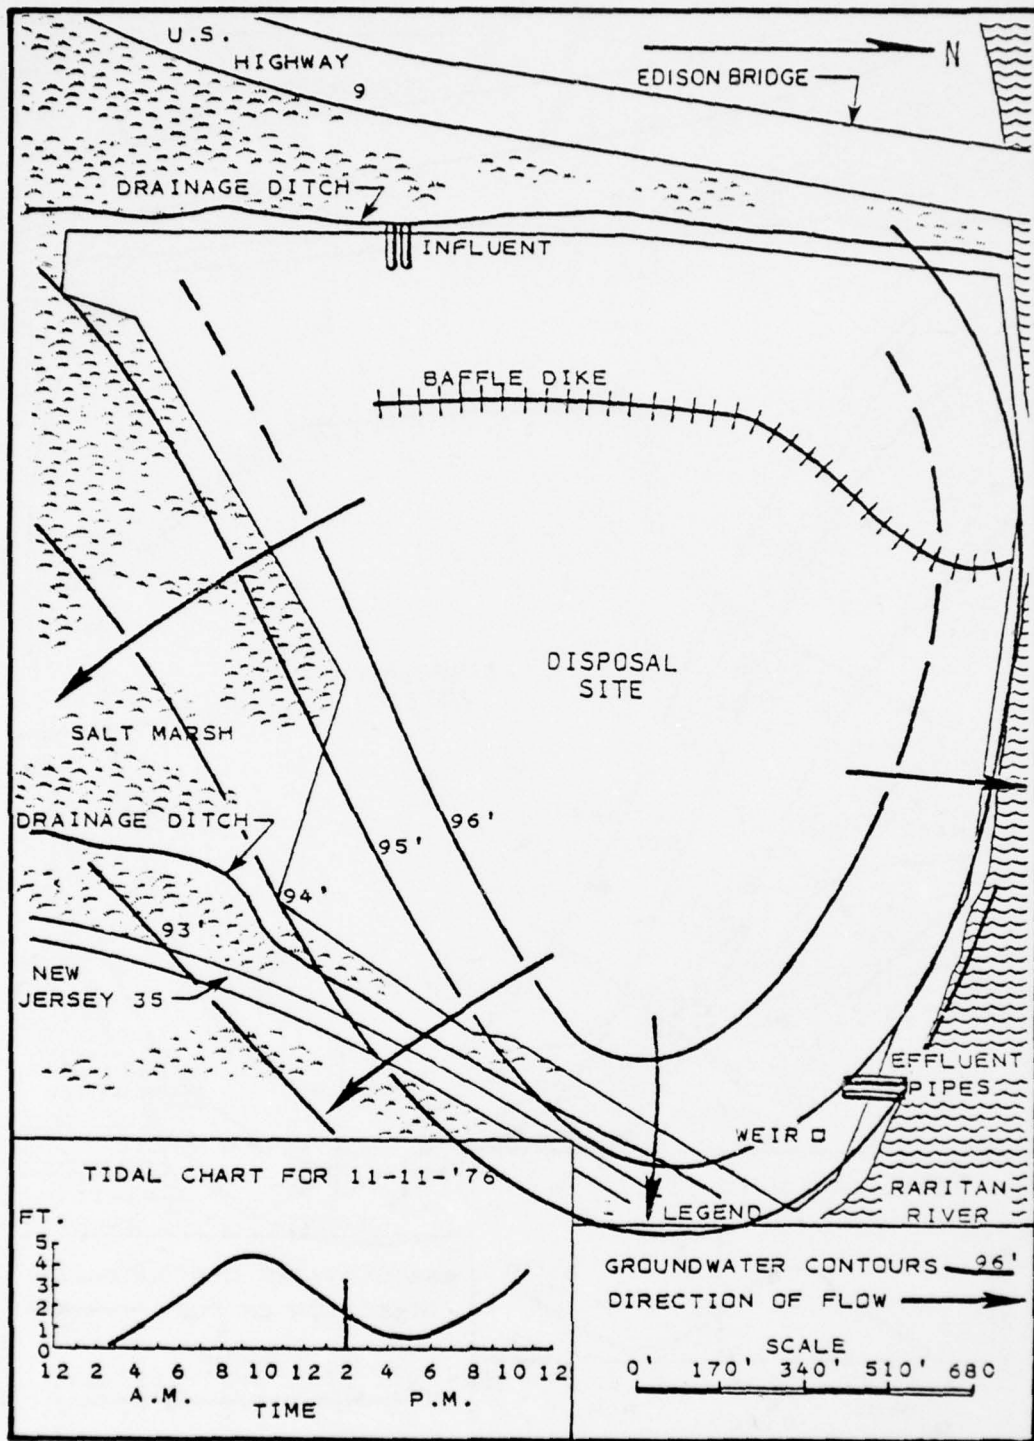 U.S.
HIGHWAY
9
N
EDISON BRIDGE
DRAINAGE DITCH
INFLUENT
BAFFLE DIKE
DISPOSAL
SITE
SALT MARSH
DRAINAGE DITCH
96'
95'
94'
93'
NEW
JERSEY 35
EFFLUENT
PIPES
WEIR
RARITAN
RIVER
TIDAL CHART FOR 11-11-'76
FT.
5
4
3
2
1
0
12 2 4 6 8 10 12 2 4 6 8 10 12
A.M. P.M.
TIME
LEGEND
GROUNDWATER CONTOURS 96'
DIRECTION OF FLOW
SCALE
0' 170' 340' 510' 680